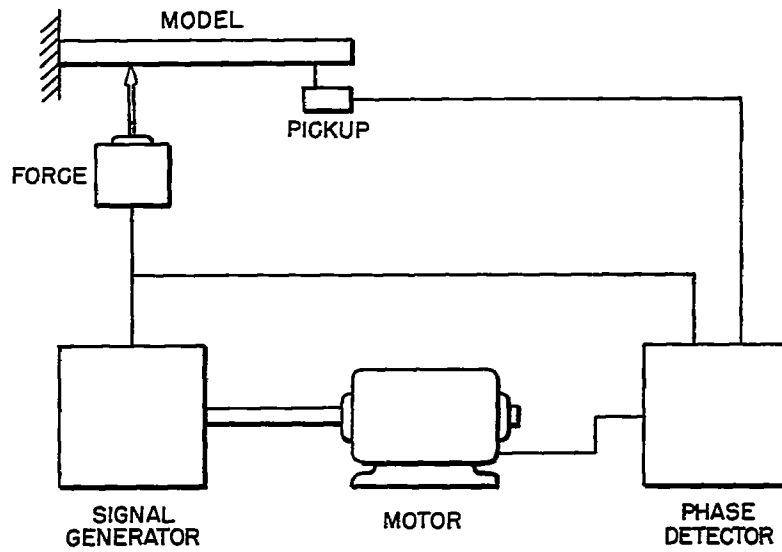 MODEL
PICKUP
FORCE
SIGNAL
GENERATOR
MOTOR
PHASE
DETECTOR